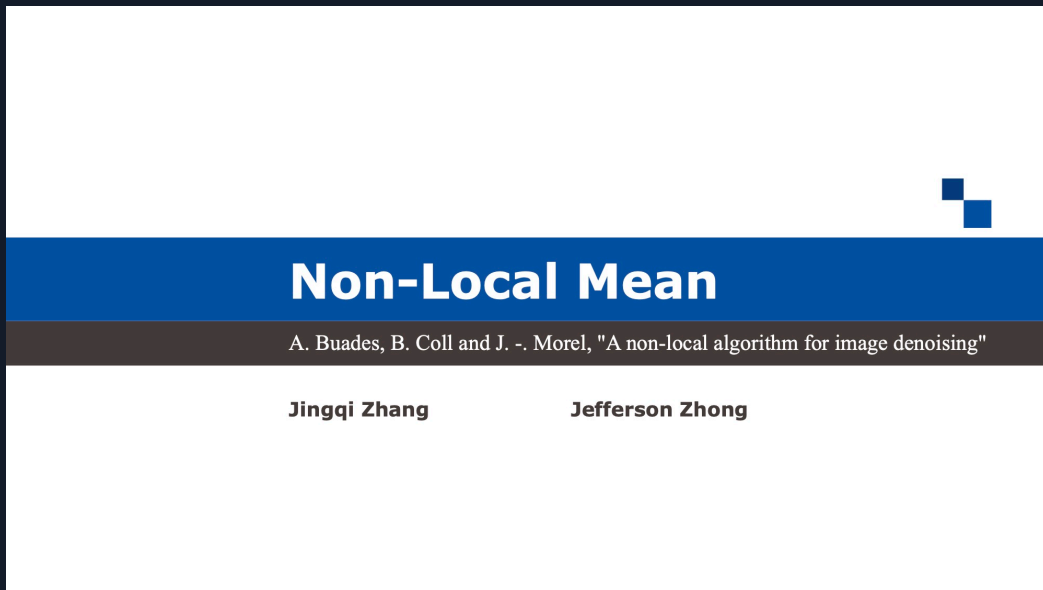 Non-Local Mean
A. Buades, B. Coll and J. -. Morel, "A non-local algorithm for image denoising"
Jingqi Zhang Jefferson Zhong